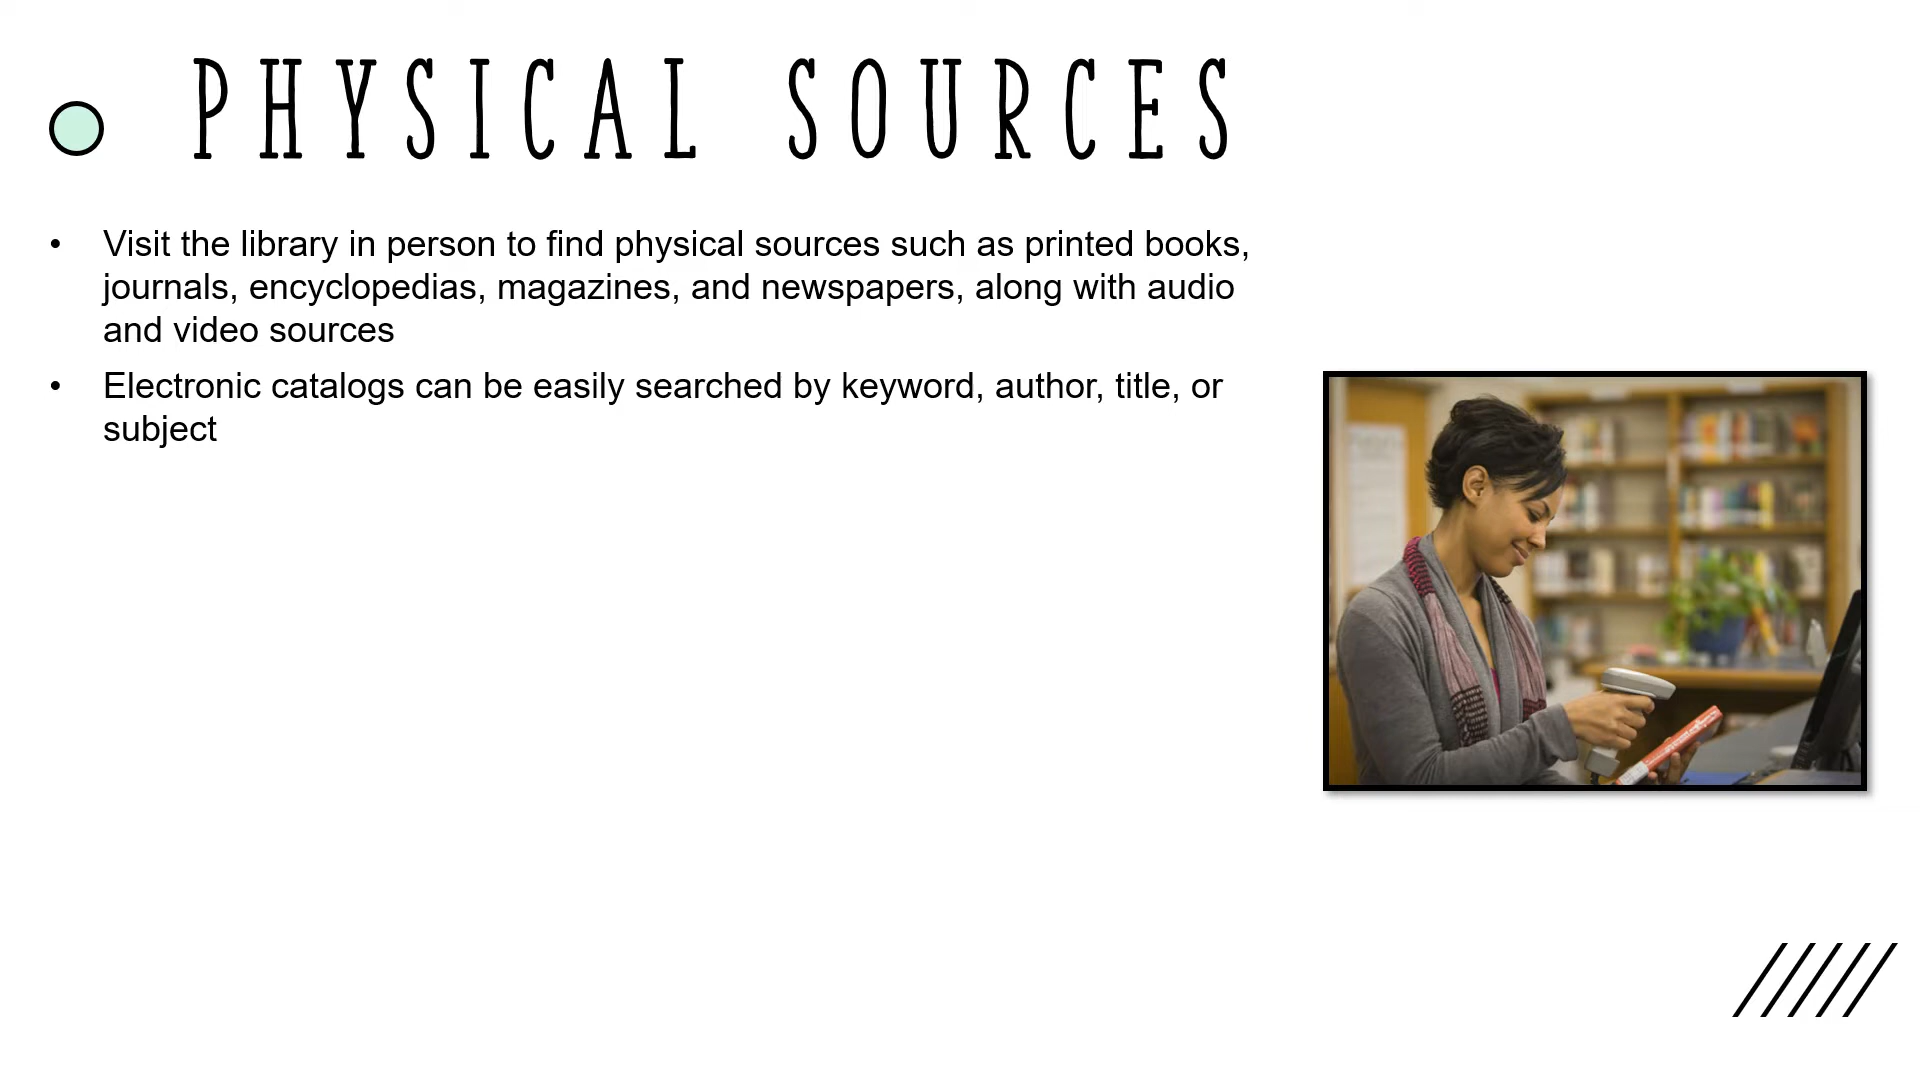 PHYSICAL SOURCES
• Visit the library in person to find physical sources such as printed books,
journals, encyclopedias, magazines, and newspapers, along with audio
and video sources
• Electronic catalogs can be easily searched by keyword, author, title, or
subject